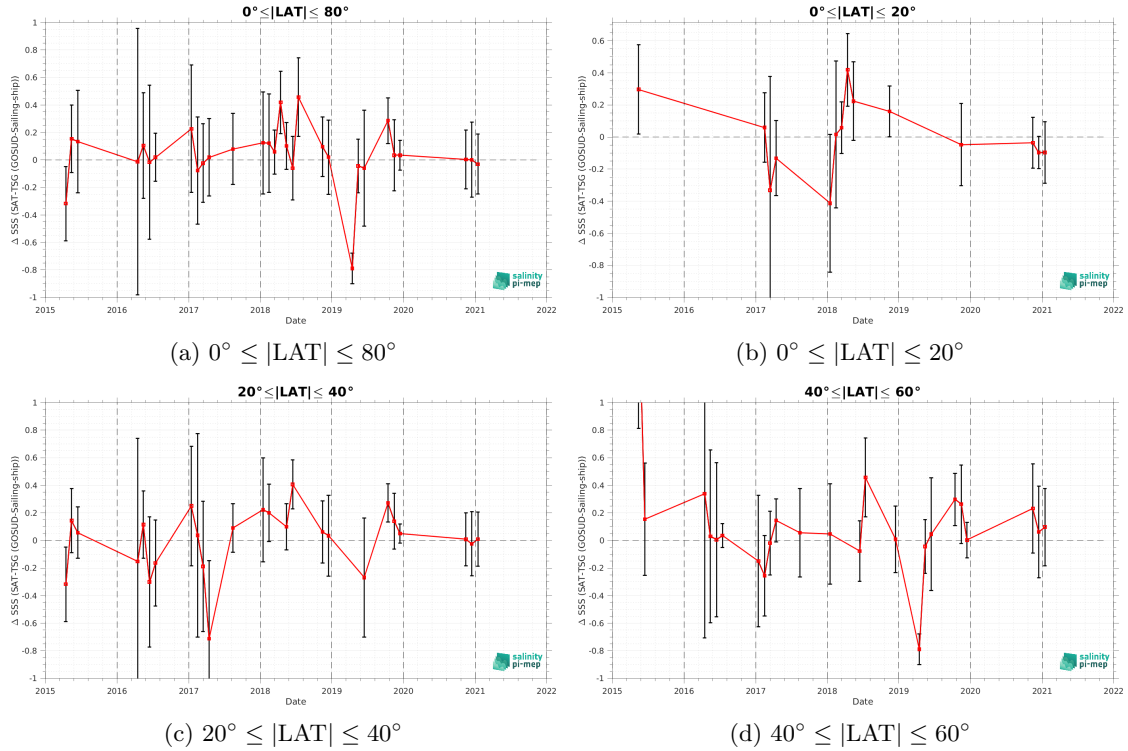 0°≤|LAT|≤ 80°
Δ SSS (SAT-TSG (GOSUD-Sailing-ship))
1
0.8
0.6
0.4
0.2
0
-0.2
-0.4
-0.6
-0.8
-1
2015 2016 2017 2018 2019 2020 2021 2022
Date
salinity
pi-mep
(a) 0° ≤ |LAT| ≤ 80°
0°≤|LAT|≤ 20°
Δ SSS (SAT-TSG (GOSUD-Sailing-ship))
0.6
0.4
0.2
0
-0.2
-0.4
-0.6
-0.8
-1
2015 2016 2017 2018 2019 2020 2021 2022
Date
salinity
pi-mep
(b) 0° ≤ |LAT| ≤ 20°
20°≤|LAT|≤ 40°
Δ SSS (SAT-TSG (GOSUD-Sailing-ship))
1
0.8
0.6
0.4
0.2
0
-0.2
-0.4
-0.6
-0.8
-1
2015 2016 2017 2018 2019 2020 2021 2022
Date
salinity
pi-mep
(c) 20° ≤ |LAT| ≤ 40°
40°≤|LAT|≤ 60°
Δ SSS (SAT-TSG (GOSUD-Sailing-ship))
1
0.8
0.6
0.4
0.2
0
-0.2
-0.4
-0.6
-0.8
-1
2015 2016 2017 2018 2019 2020 2021 2022
Date
salinity
pi-mep
(d) 40° ≤ |LAT| ≤ 60°